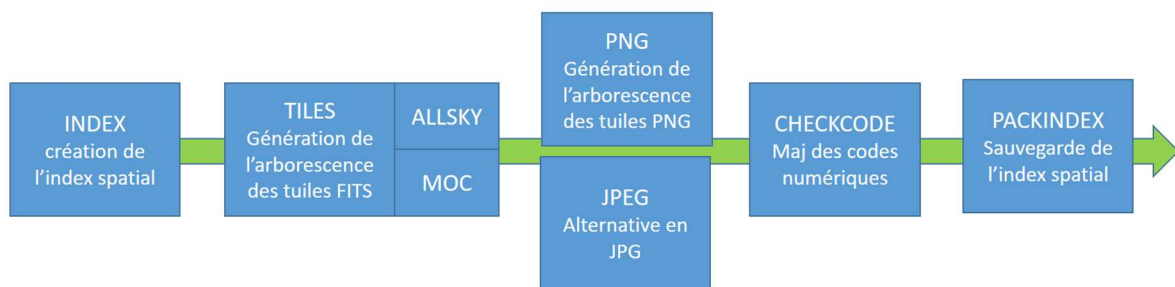 INDEX
création de
l'index spatial
TILES
Génération de
l'arborescence
des tuiles FITS
ALLSKY
MOC
PNG
Génération de
l'arborescence
des tuiles PNG
JPEG
Alternative en
JPG
CHECKCODE
Maj des codes
numériques
PACKINDEX
Sauvegarde de
l'index spatial